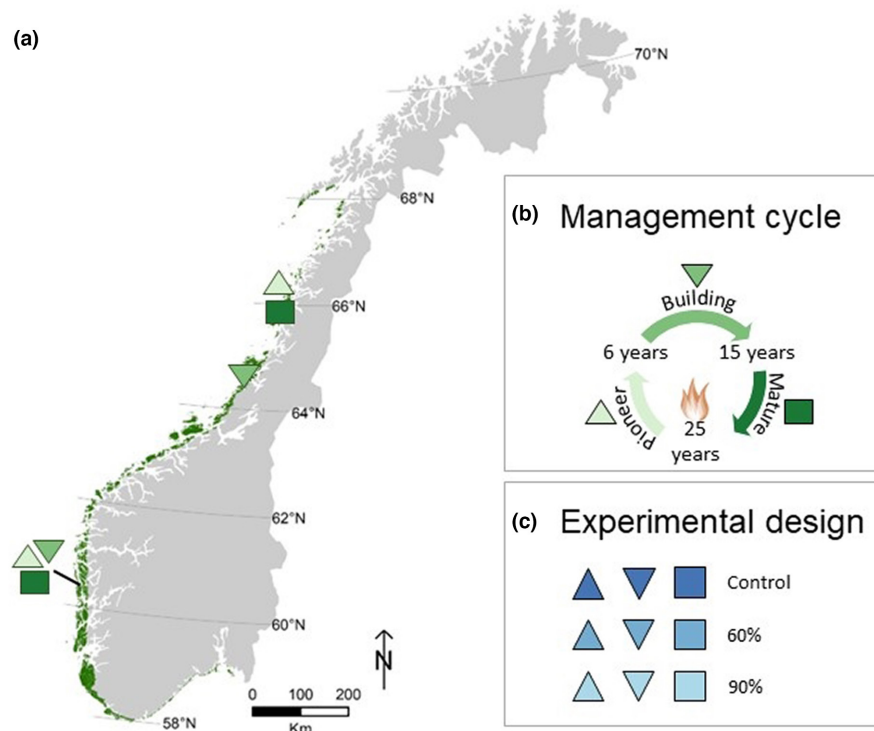 (a)
70°N
68°N
66°N
64°N
62°N
60°N
58°N
N
0 100 200
Km
(b) Management cycle
Building
6 years 15 years
Pioneer
Mature
25
years
(c) Experimental design
Control
60%
90%